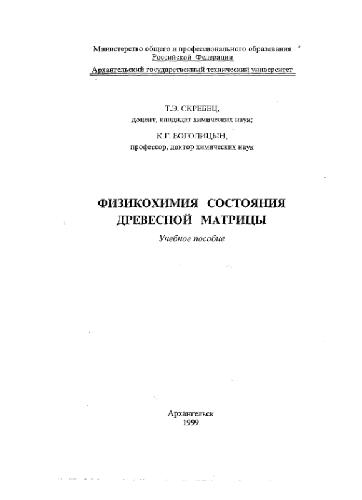 Министерство общего и профессионального образования
Российской Федерации
Архангельский государственный технический университет
Т.Э. СКРЕБЕЦ,
доцент, кандидат химических наук;
К.Г. БОГОЛИЦЫН,
профессор, доктор химических наук
ФИЗИКОХИМИЯ СОСТОЯНИЯ
ДРЕВЕСНОЙ МАТРИЦЫ
Учебное пособие
Архангельск
1999